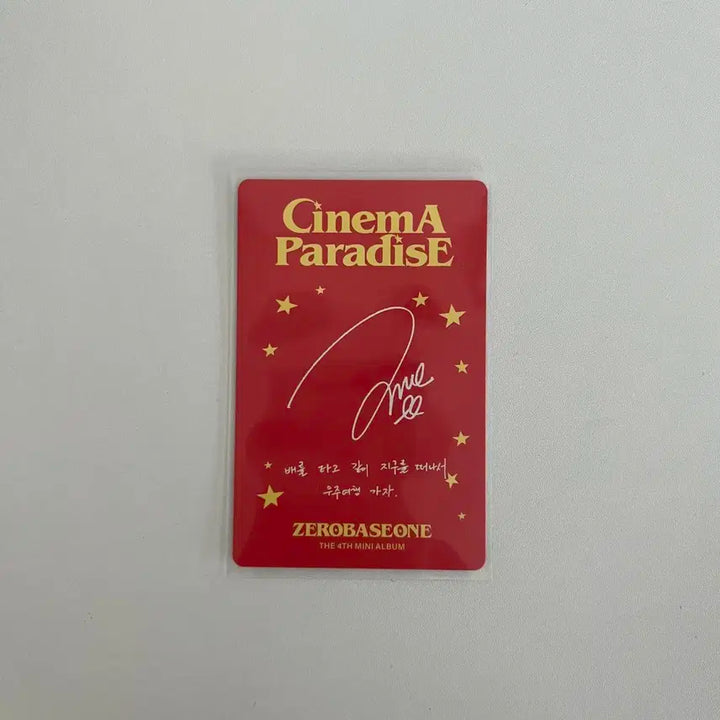 CinemA
ParadisE
배를 타고 같이 지구를 떠나서
우주여행 가자.
ZEROBASEONE
THE 4TH MINI ALBUM